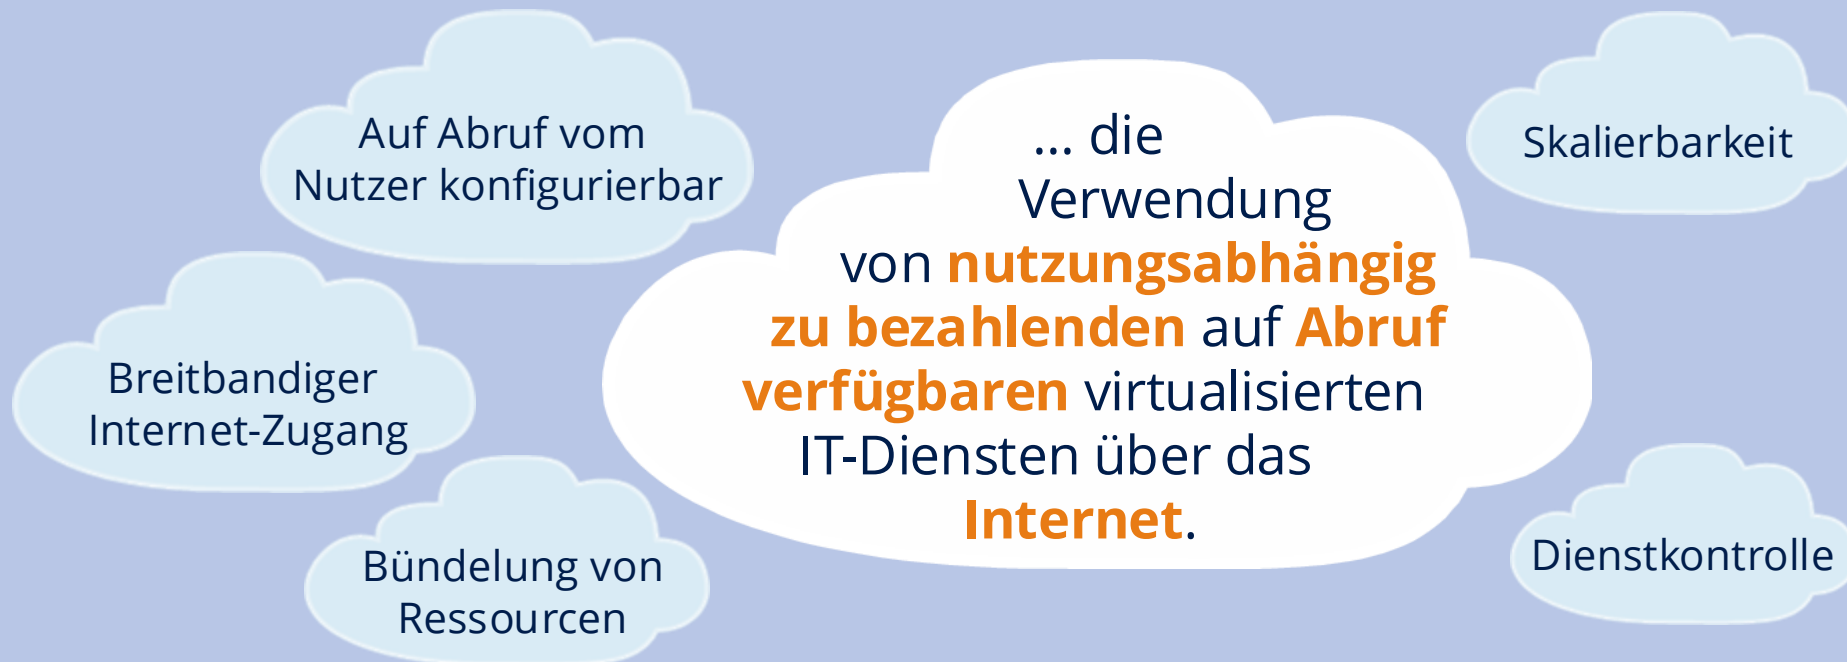 Auf Abruf vom
Nutzer konfigurierbar
Breitbandiger
Internet-Zugang
Bündelung von
Ressourcen
... die
Verwendung
von nutzungsabhängig
zu bezahlenden auf Abruf
verfügbaren virtualisierten
IT-Diensten über das
Internet.
Skalierbarkeit
Dienstkontrolle